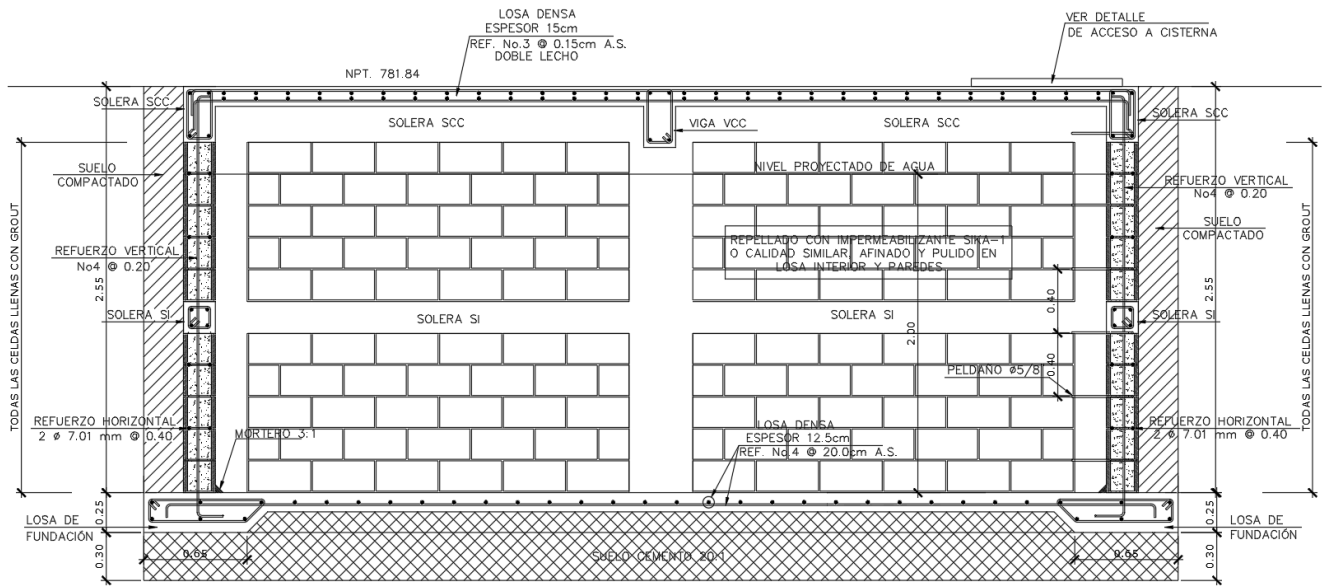 LOSA DENSA
ESPESOR 15cm
REF. No.3 @ 0.15cm A.S.
DOBLE LECHO
VER DETALLE
DE ACCESO A CISTERNA
NPT. 781.84
SOLERA SCC
SOLERA SCC
VIGA VCC
SOLERA SCC
SOLERA SCC
SUELO
COMPACTADO
NIVEL PROYECTADO DE AGUA
REFUERZO VERTICAL
No4 @ 0.20
SUELO
COMPACTADO
REPELLADO CON IMPERMEABILIZANTE SIKA-1
O CALIDAD SIMILAR, AFINADO Y PULIDO EN
LOSA INTERIOR Y PAREDES
REFUERZO VERTICAL
No4 @ 0.20
TODAS LAS CELDAS LLENAS CON GROUT
2.55
2.55
TODAS LAS CELDAS LLENAS CON GROUT
0.40
SOLERA SI
SOLERA SI
SOLERA SI
SOLERA SI
2.00
0.40
PELDAÑO ø5/8"
REFUERZO HORIZONTAL
2 ø 7.01 mm @ 0.40
MORTERO 3:1
LOSA DENSA
ESPESOR 12.5cm
REF. No.4 @ 20.0cm A.S.
REFUERZO HORIZONTAL
2 ø 7.01 mm @ 0.40
0.25
0.25
LOSA DE
FUNDACIÓN
LOSA DE
FUNDACIÓN
0.30
0.65
SUELO CEMENTO 20:1
0.65
0.30